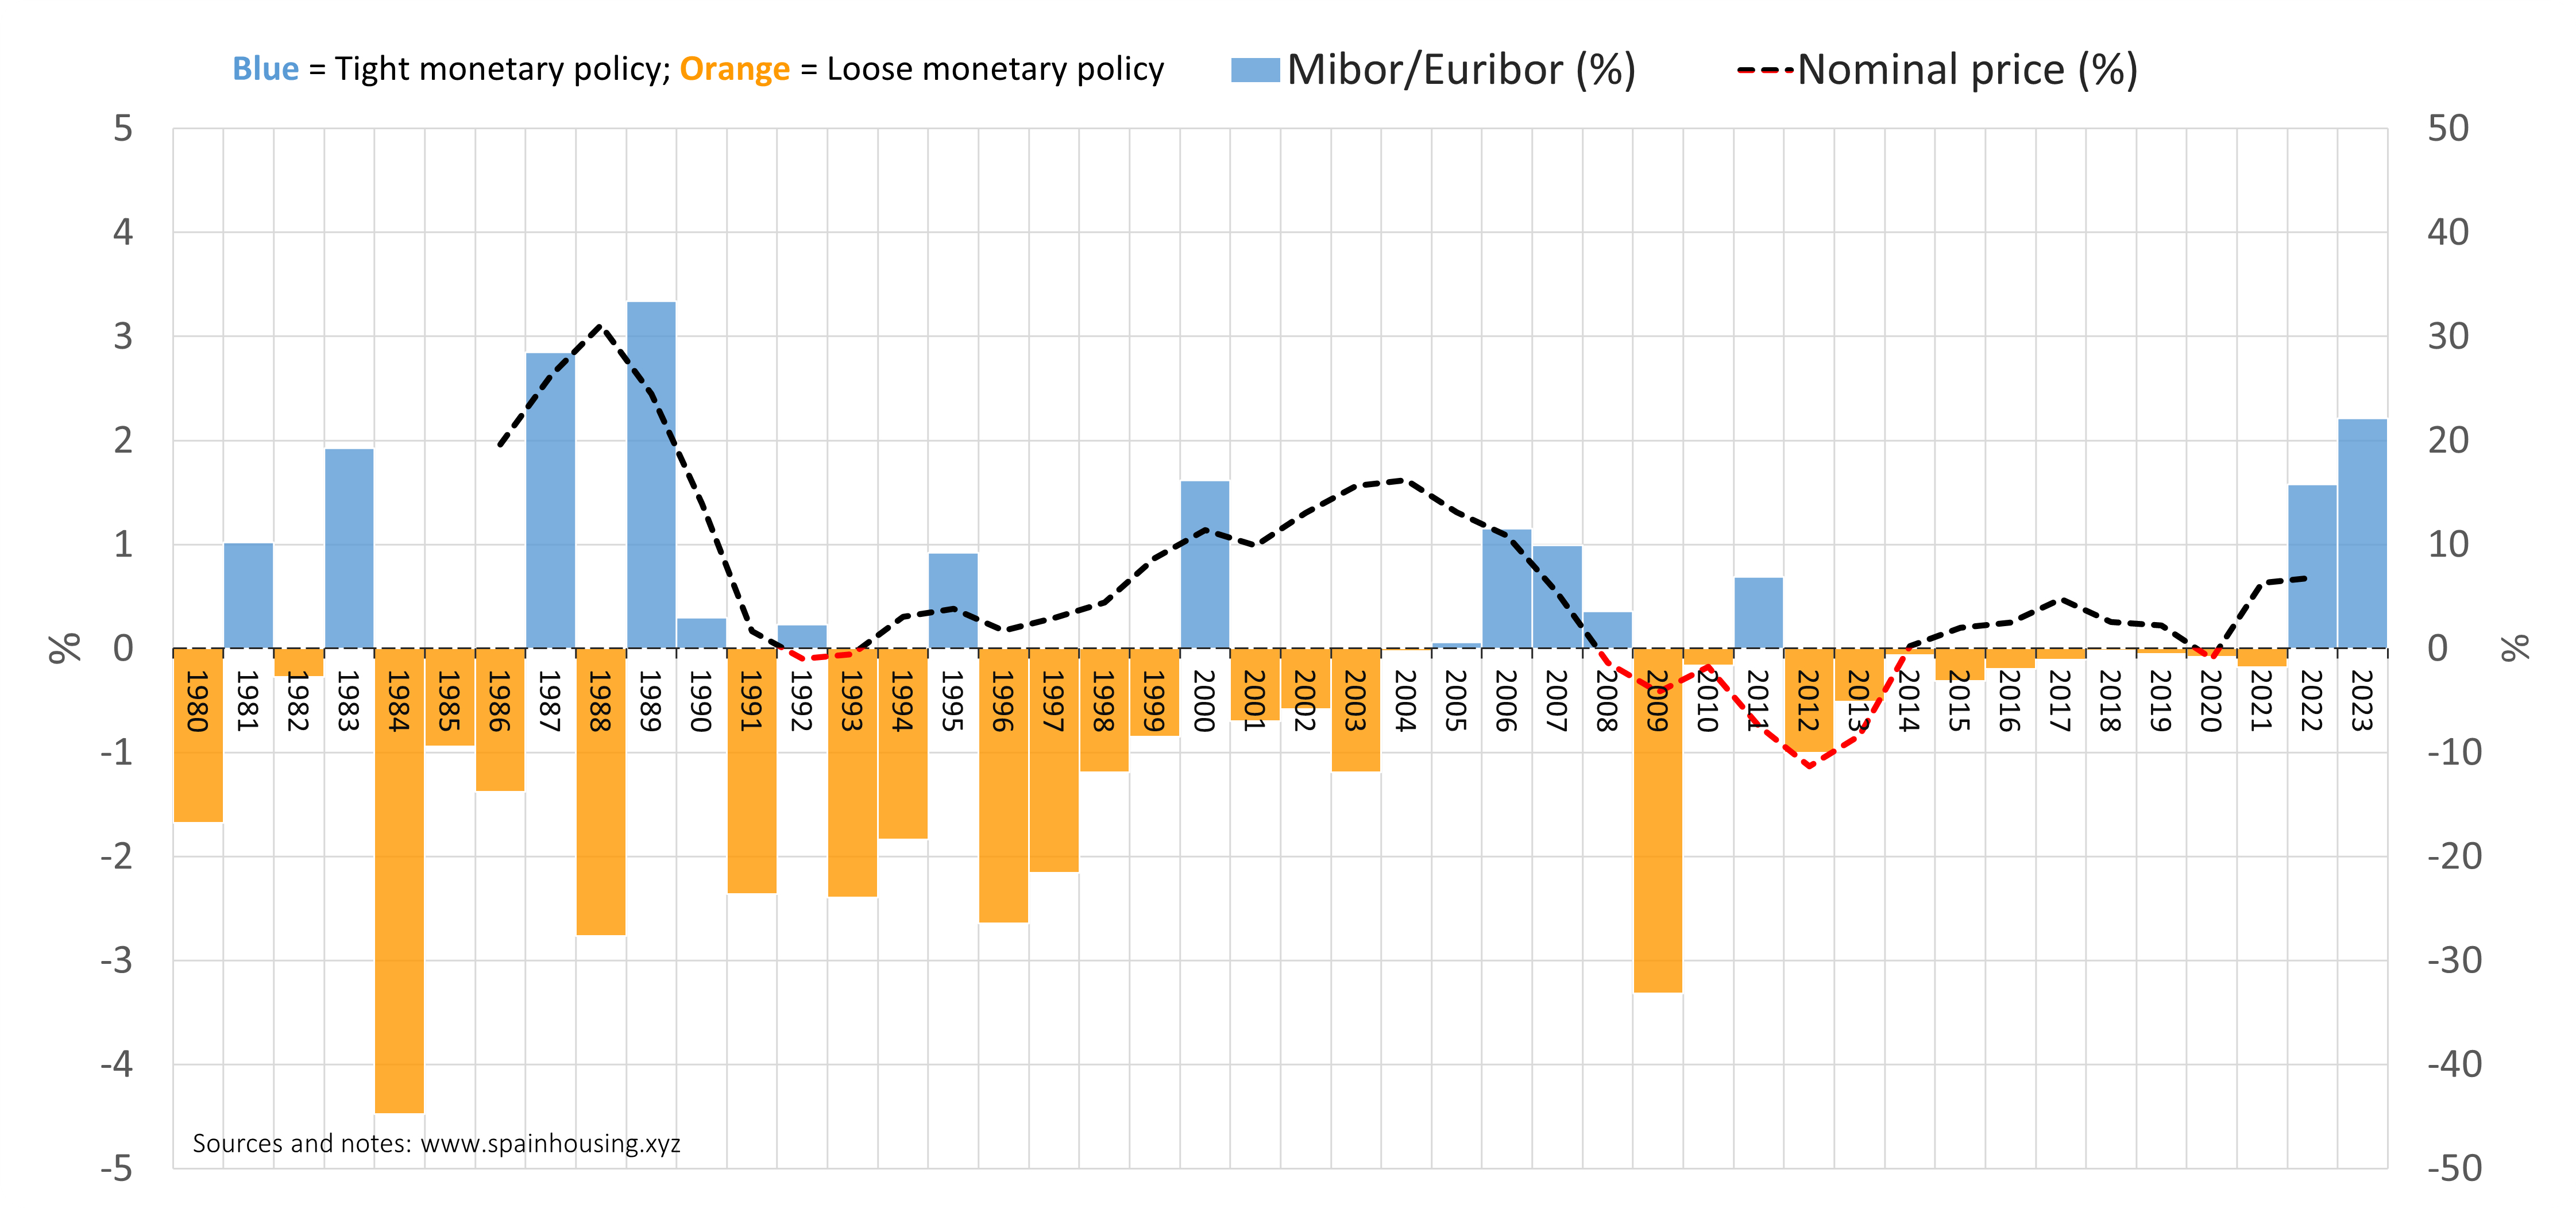 Blue = Tight monetary policy; Orange = Loose monetary policy Mibor/Euribor (%) Nominal price (%)
5 50
4 40
3 30
2 20
1 10
% 0 0 %
1980 1981 1982 1983 1984 1985 1986 1987 1988 1989 1990 1991 1992 1993 1994 1995 1996 1997 1998 1999 2000 2001 2002 2003 2004 2005 2006 2007 2008 2009 2010 2011 2012 2013 2014 2015 2016 2017 2018 2019 2020 2021 2022 2023
-1 -10
-2 -20
-3 -30
-4 -40
Sources and notes: www.spainhousing.xyz
-5 -50